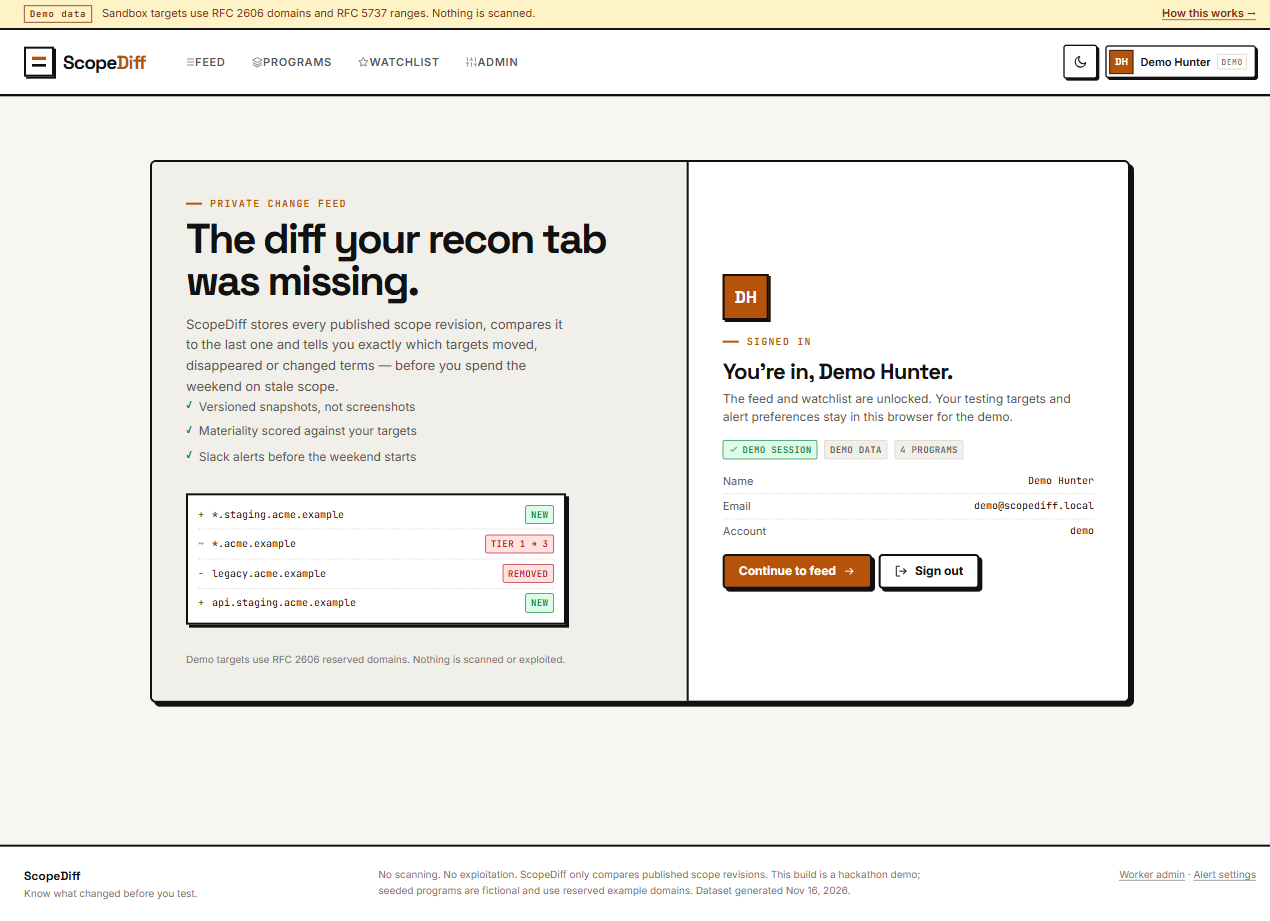 Demo data Sandbox targets use RFC 2606 domains and RFC 5737 ranges. Nothing is scanned. How this works →
ScopeDiff FEED PROGRAMS WATCHLIST ADMIN DH Demo Hunter DEMO
PRIVATE CHANGE FEED
The diff your recon tab
was missing.
ScopeDiff stores every published scope revision, compares it
to the last one and tells you exactly which targets moved,
disappeared or changed terms — before you spend the
weekend on stale scope.
✓ Versioned snapshots, not screenshots
✓ Materiality scored against your targets
✓ Slack alerts before the weekend starts
+ *.staging.acme.example NEW
~ *.acme.example TIER 1 → 3
- legacy.acme.example REMOVED
+ api.staging.acme.example NEW
Demo targets use RFC 2606 reserved domains. Nothing is scanned or exploited.
DH
SIGNED IN
You’re in, Demo Hunter.
The feed and watchlist are unlocked. Your testing targets and
alert preferences stay in this browser for the demo.
✓ DEMO SESSION DEMO DATA 4 PROGRAMS
Name Demo Hunter
Email demo@scopediff.local
Account demo
Continue to feed → Sign out
ScopeDiff
Know what changed before you test.
No scanning. No exploitation. ScopeDiff only compares published scope revisions. This build is a hackathon demo;
seeded programs are fictional and use reserved example domains. Dataset generated Nov 16, 2026.
Worker admin · Alert settings